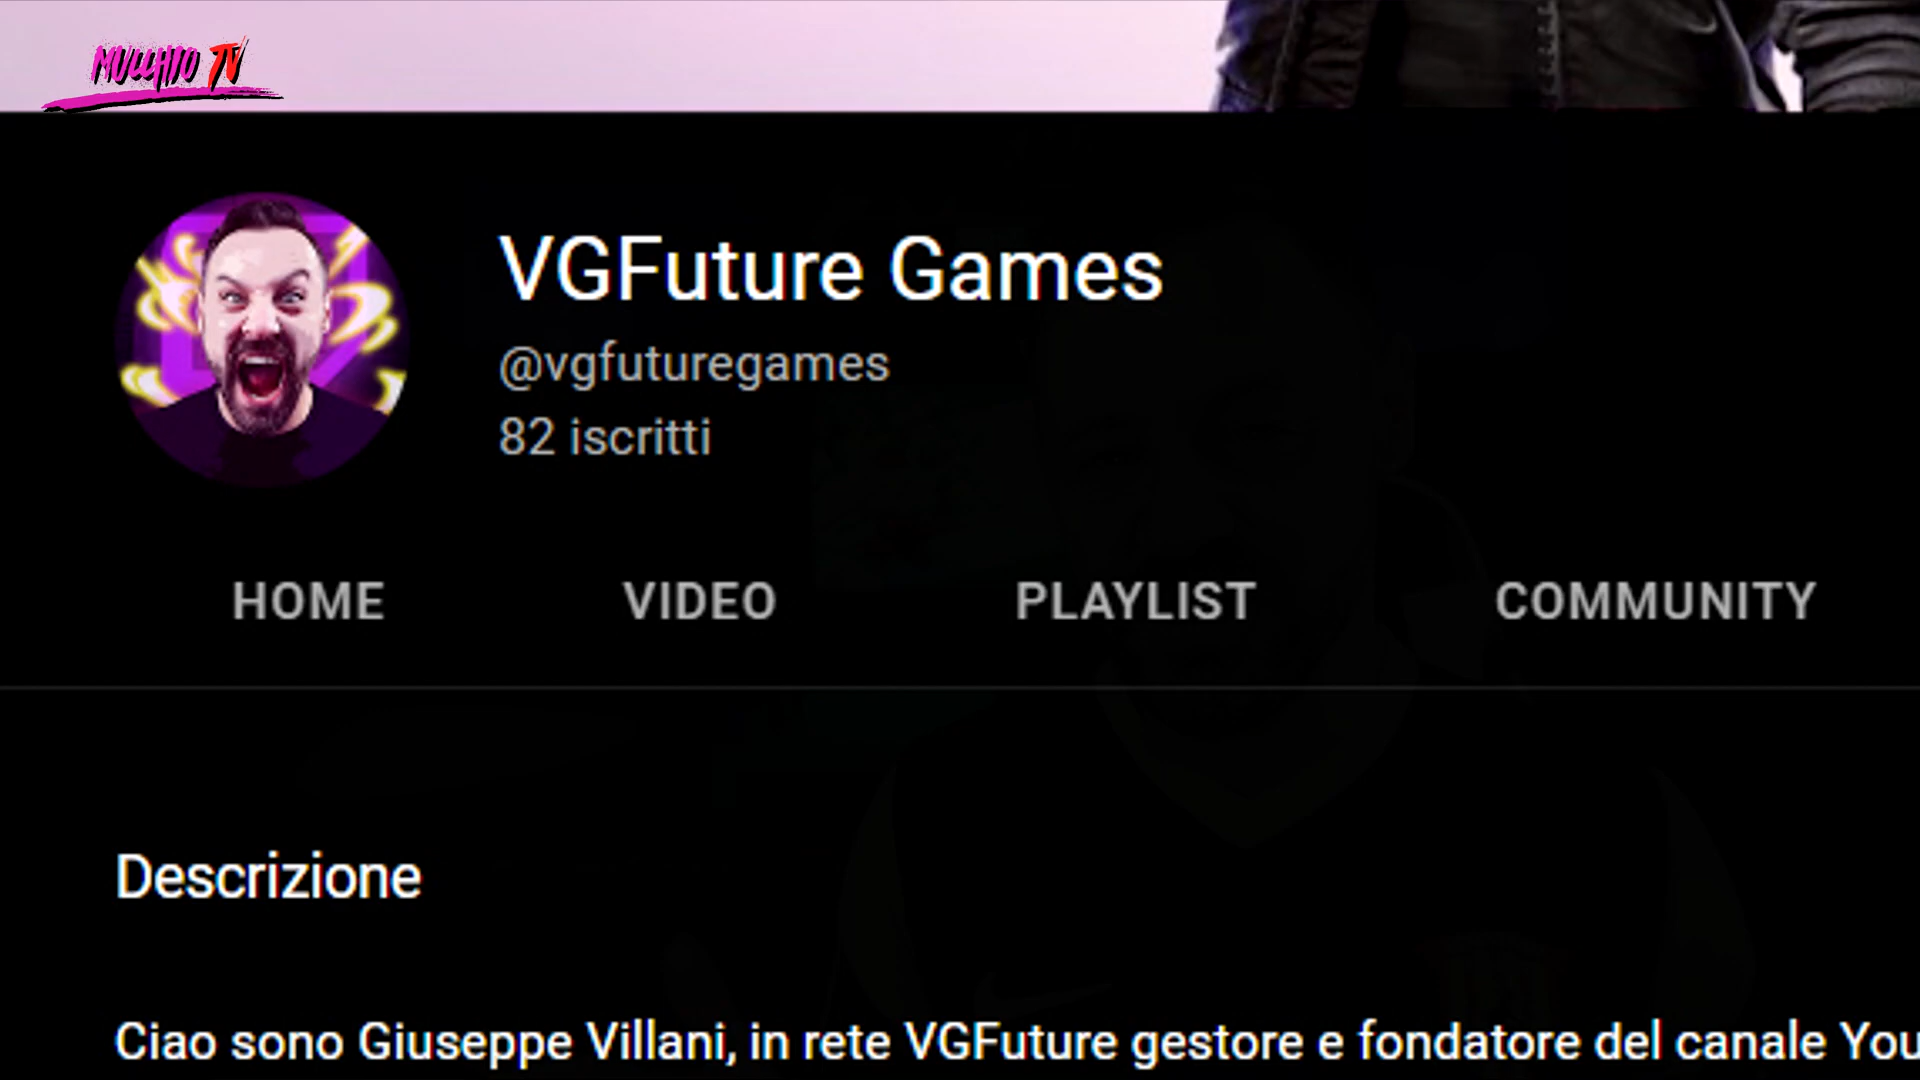 MUCCHIO TV
VGFuture Games
@vgfuturegames
82 iscritti
HOME VIDEO PLAYLIST COMMUNITY
Descrizione
Ciao sono Giuseppe Villani, in rete VGFuture gestore e fondatore del canale You